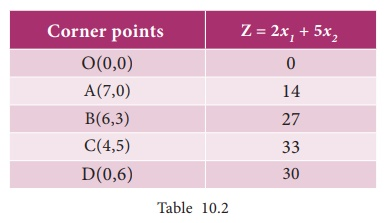 Corner points Z = 2x₁ + 5x₂
O(0,0) 0
A(7,0) 14
B(6,3) 27
C(4,5) 33
D(0,6) 30
Table 10.2